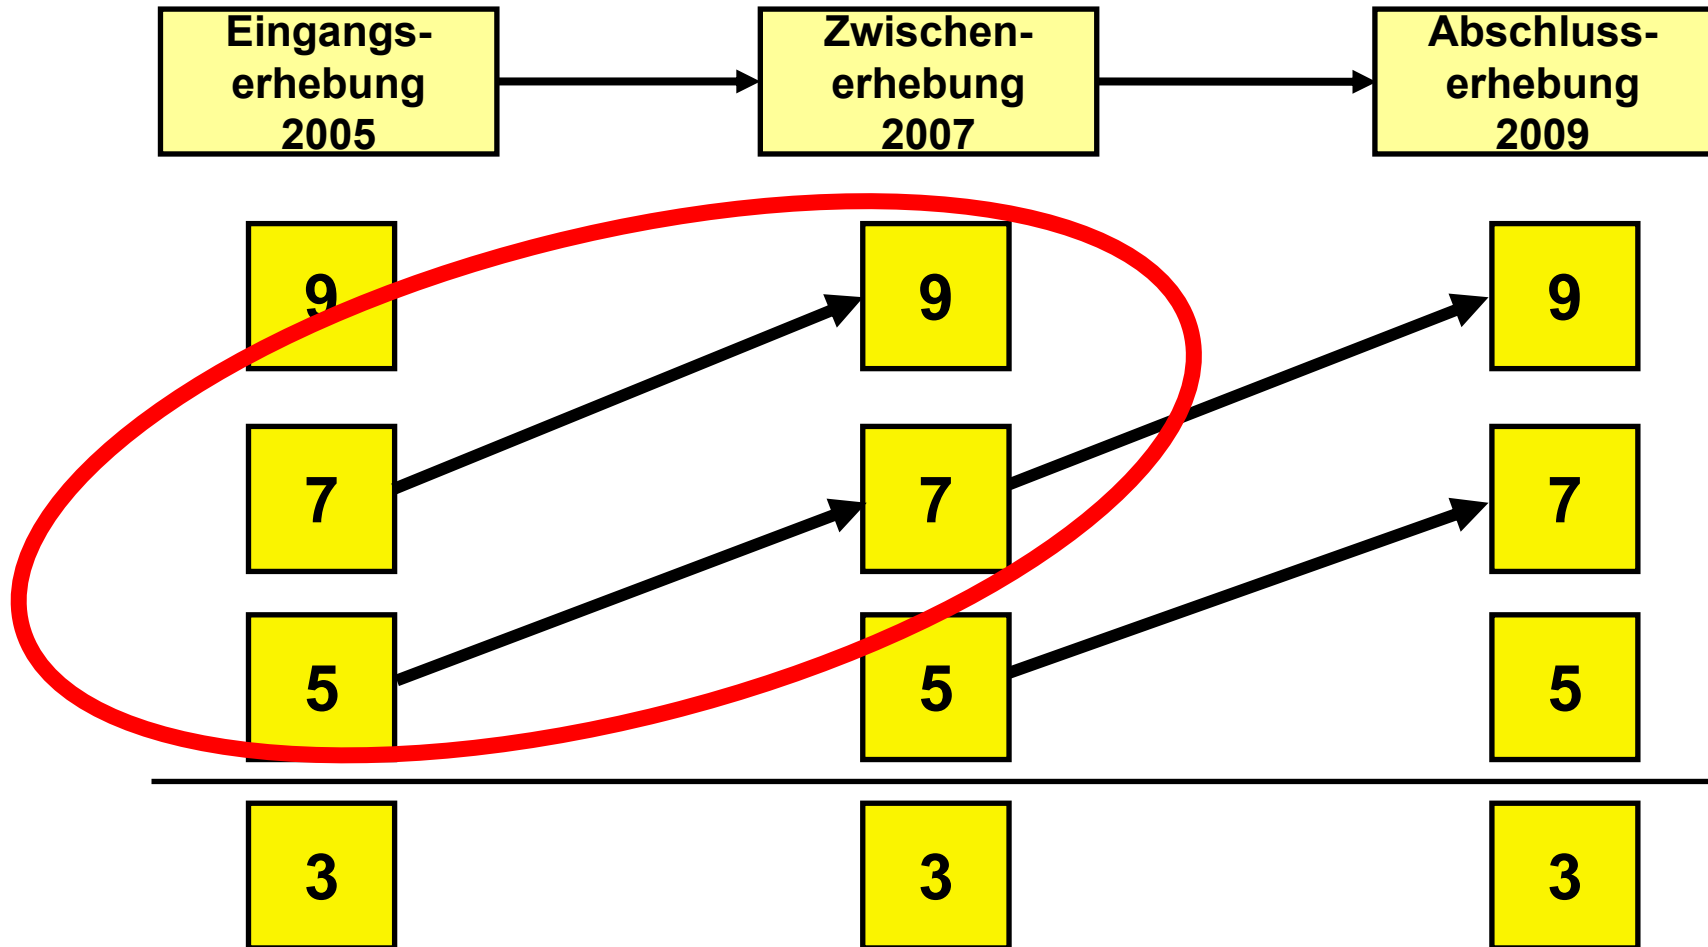 Eingangs-
erhebung
2005
Zwischen-
erhebung
2007
Abschluss-
erhebung
2009
9 9 9
7 7 7
5 5 5
3 3 3